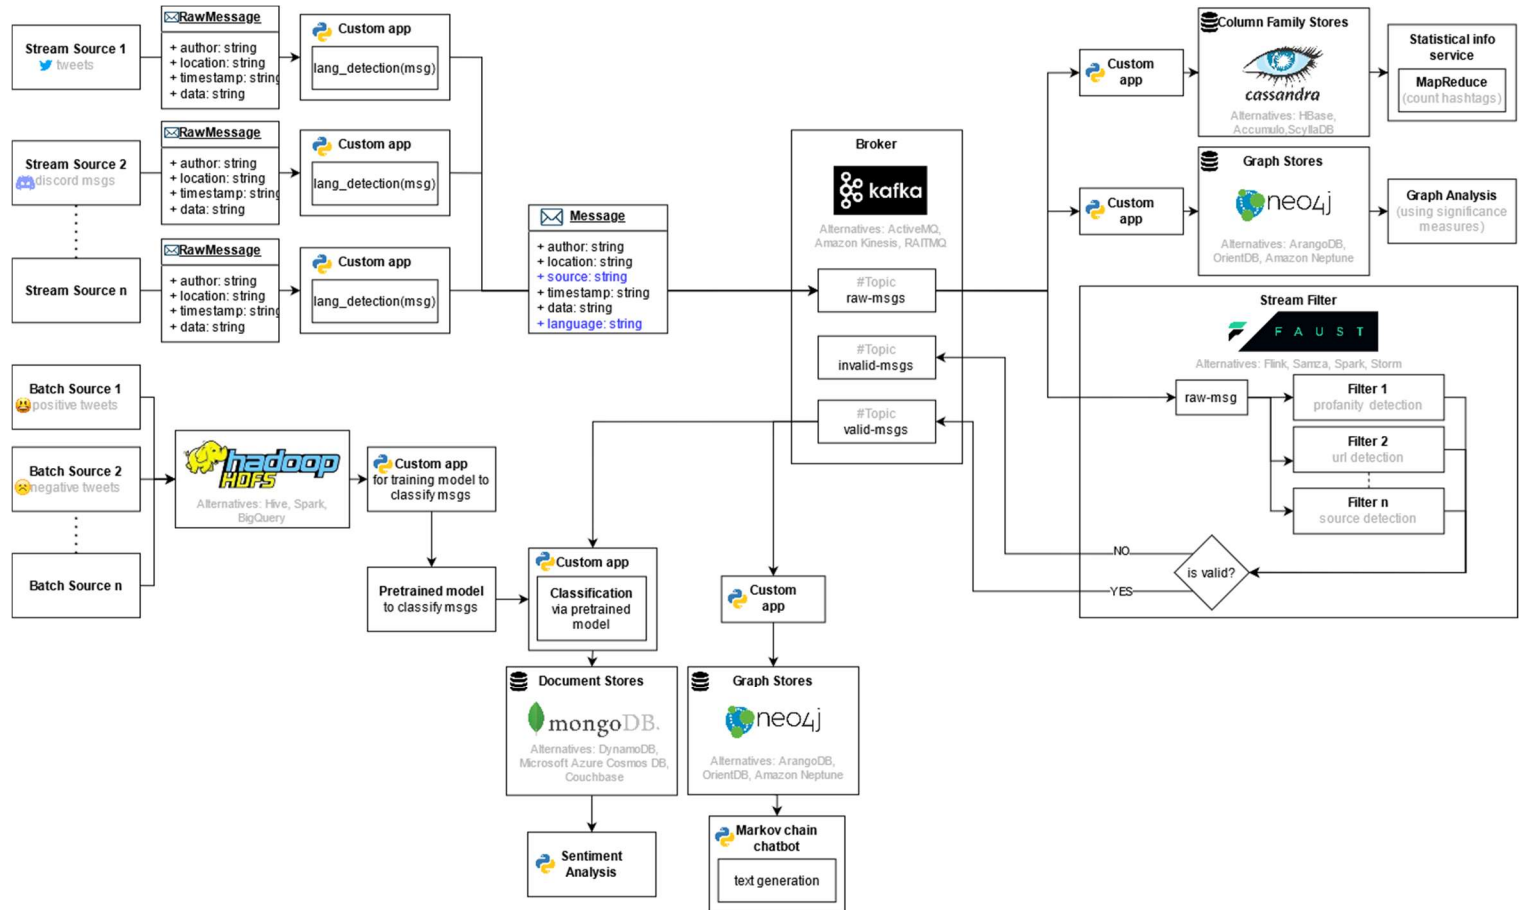 Stream Source 1
tweets
RawMessage
+ author: string
+ location: string
+ timestamp: string
+ data: string
Custom app
lang_detection(msg)
Stream Source 2
discord msgs
RawMessage
+ author: string
+ location: string
+ timestamp: string
+ data: string
Custom app
lang_detection(msg)
Stream Source n
RawMessage
+ author: string
+ location: string
+ timestamp: string
+ data: string
Custom app
lang_detection(msg)
Message
+ author: string
+ location: string
+ source: string
+ timestamp: string
+ data: string
+ language: string
Broker
kafka
Alternatives: ActiveMQ,
Amazon Kinesis, RAITMQ
#Topic
raw-msgs
#Topic
invalid-msgs
#Topic
valid-msgs
Custom
app
Column Family Stores
cassandra
Alternatives: HBase,
Accumulo,ScyllaDB
Statistical info
service
MapReduce
(count hashtags)
Custom
app
Graph Stores
neo4j
Alternatives: ArangoDB,
OrientDB, Amazon Neptune
Graph Analysis
(using significance
measures)
Stream Filter
FAUST
Alternatives: Flink, Samza, Spark, Storm
raw-msg
Filter 1
profanity detection
Filter 2
url detection
Filter n
source detection
is valid?
NO
YES
Batch Source 1
positive tweets
Batch Source 2
negative tweets
Batch Source n
hadoop
HDFS
Alternatives: Hive, Spark,
BigQuery
Custom app
for training model to
classify msgs
Pretrained model
to classify msgs
Custom app
Classification
via pretrained
model
Document Stores
mongoDB.
Alternatives: DynamoDB,
Microsoft Azure Cosmos DB,
Couchbase
Sentiment
Analysis
Custom
app
Graph Stores
neo4j
Alternatives: ArangoDB,
OrientDB, Amazon Neptune
Markov chain
chatbot
text generation